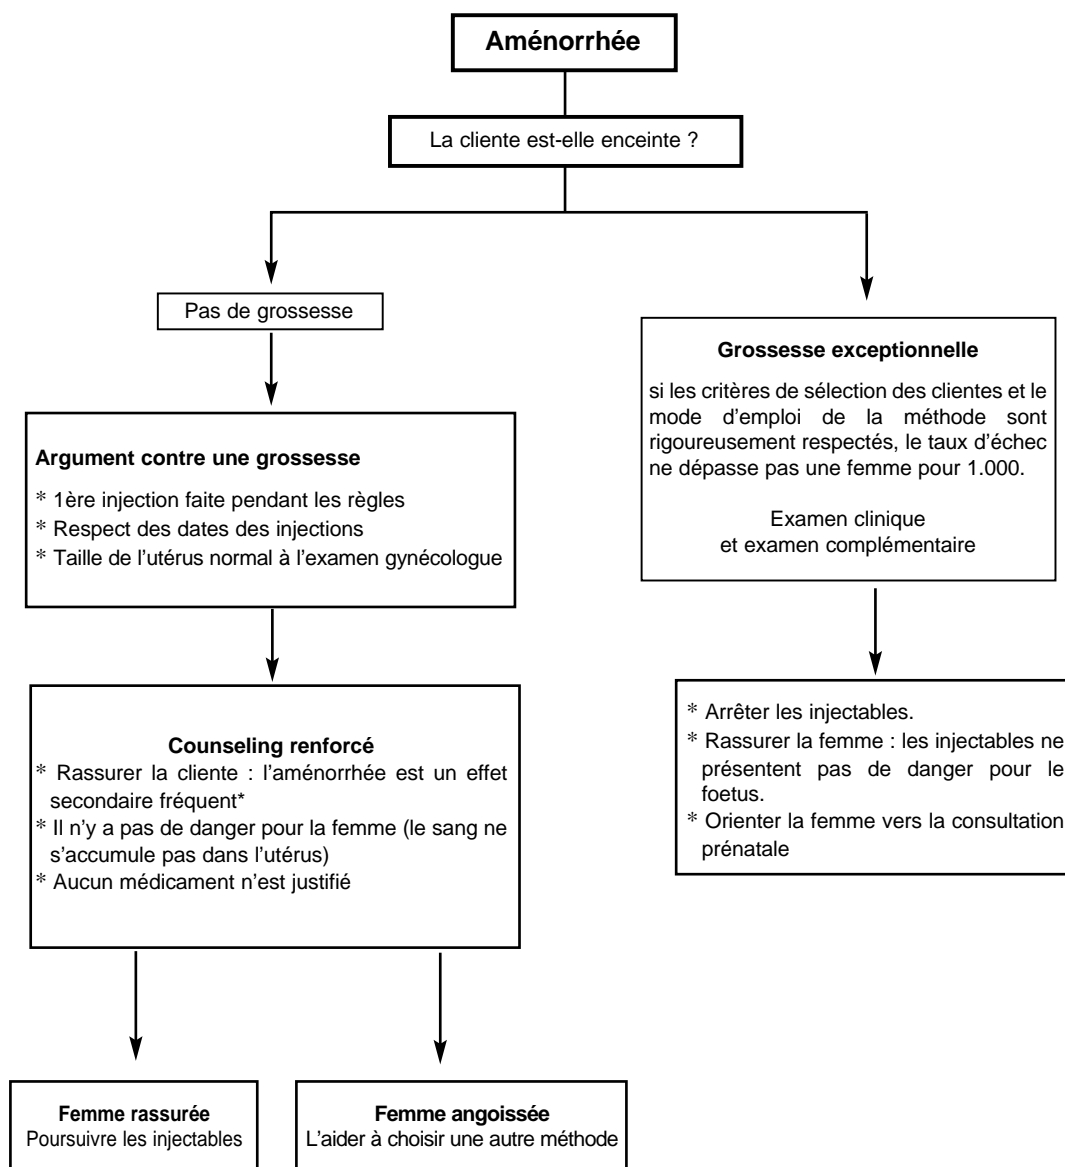 Aménorrhée
La cliente est-elle enceinte ?
Pas de grossesse
Argument contre une grossesse
* 1ère injection faite pendant les règles
* Respect des dates des injections
* Taille de l’utérus normal à l’examen gynécologue
Counseling renforcé
* Rassurer la cliente : l’aménorrhée est un effet
secondaire fréquent*
* Il n’y a pas de danger pour la femme (le sang ne
s’accumule pas dans l’utérus)
* Aucun médicament n’est justifié
Femme rassurée
Poursuivre les injectables
Femme angoissée
L’aider à choisir une autre méthode
Grossesse exceptionnelle
si les critères de sélection des clientes et le
mode d’emploi de la méthode sont
rigoureusement respectés, le taux d’échec
ne dépasse pas une femme pour 1.000.
Examen clinique
et examen complémentaire
* Arrêter les injectables.
* Rassurer la femme : les injectables ne
présentent pas de danger pour le
foetus.
* Orienter la femme vers la consultation
prénatale